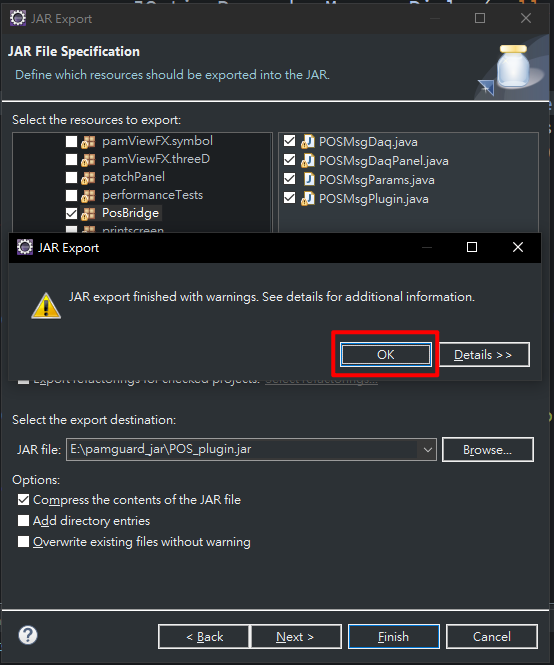 JAR Export
JAR File Specification
Define which resources should be exported into the JAR.
Select the resources to export:
pamViewFX.symbol
pamViewFX.threeD
patchPanel
performanceTests
PosBridge
printscreen
POSMsgDaq.java
POSMsgDaqPanel.java
POSMsgParams.java
POSMsgPlugin.java
JAR Export
JAR export finished with warnings. See details for additional information.
OK
Details >>
Export refactorings for checked projects. Select refactorings...
Select the export destination:
JAR file:
E:\pamguard_jar\POS_plugin.jar
Browse...
Options:
Compress the contents of the JAR file
Add directory entries
Overwrite existing files without warning
?
< Back
Next >
Finish
Cancel